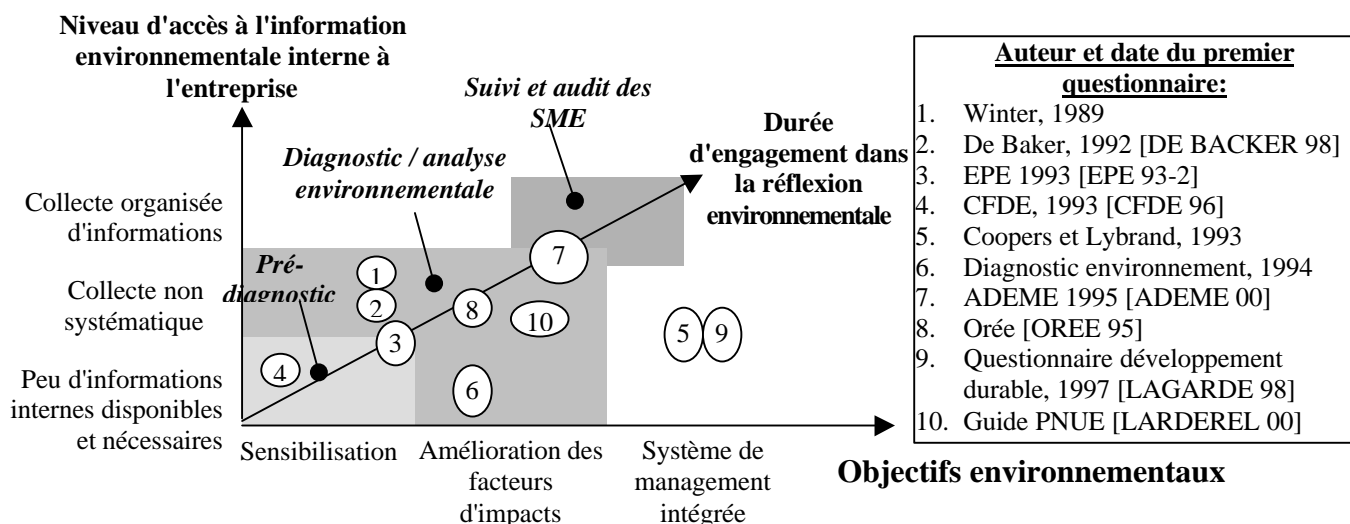 Niveau d'accès à l'information
environnementale interne à
l'entreprise
Suivi et audit des
SME
Diagnostic / analyse
environnementale
Durée
d'engagement dans
la réflexion
environnementale
Collecte organisée
d'informations
Collecte non
systématique
Peu d'informations
internes disponibles
et nécessaires
Pré-
diagnostic
1
2
3
4
5
6
7
8
9
10
Sensibilisation
Amélioration des
facteurs
d'impacts
Système de
management
intégrée
Objectifs environnementaux
Auteur et date du premier
questionnaire:
1. Winter, 1989
2. De Baker, 1992 [DE BACKER 98]
3. EPE 1993 [EPE 93-2]
4. CFDE, 1993 [CFDE 96]
5. Coopers et Lybrand, 1993
6. Diagnostic environnement, 1994
7. ADEME 1995 [ADEME 00]
8. Orée [OREE 95]
9. Questionnaire développement
durable, 1997 [LAGARDE 98]
10. Guide PNUE [LARDEREL 00]